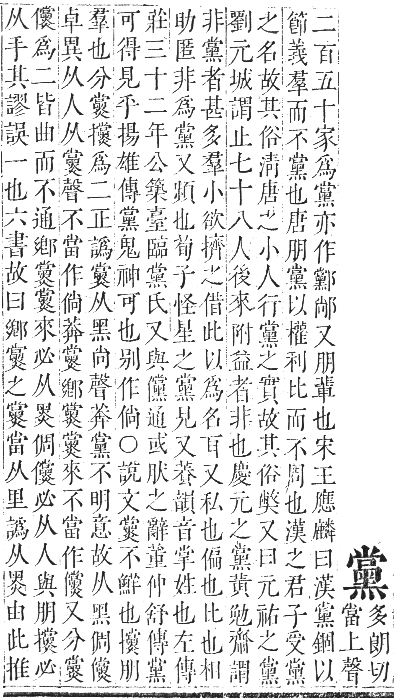 黨
多朗切
當上聲
二百五十家爲黨亦作鄴鄺又朋輩也宋王應麟曰漢黨錮以
節義羣而不黨也唐朋黨以權利比而不周也漢之君子受黨
之名故其俗淸唐之小人行黨之實故其俗獘又曰元祐之黨
劉元城謂止七十八人後來附益者非也慶元之黨黃勉齋謂
非黨者甚多羣小欲擠之借此以爲名百又私也偏也比也相
助匿非爲黨又頻也荀子怪星之黨見又養韻音掌姓也左傳
莊三十二年公築臺臨黨氏又與儻通或肰之辭董仲舒傳黨
可得見乎揚雄傳黨鬼神可也别作倘○說文黨不鮮也攩朋
羣也分黨攩爲二正譌黨从黑尚聲莽黨不明意故从黑倜儻
卓異从人从黨聲不當作倘莽黨鄉黨黨來不當作儻又分黨
儻爲二皆曲而不通鄉黨黨來必从黑倜儻必从人與朋攩必
从手其謬誤一也六書故曰鄉黨之黨當从里譌从黑由此推